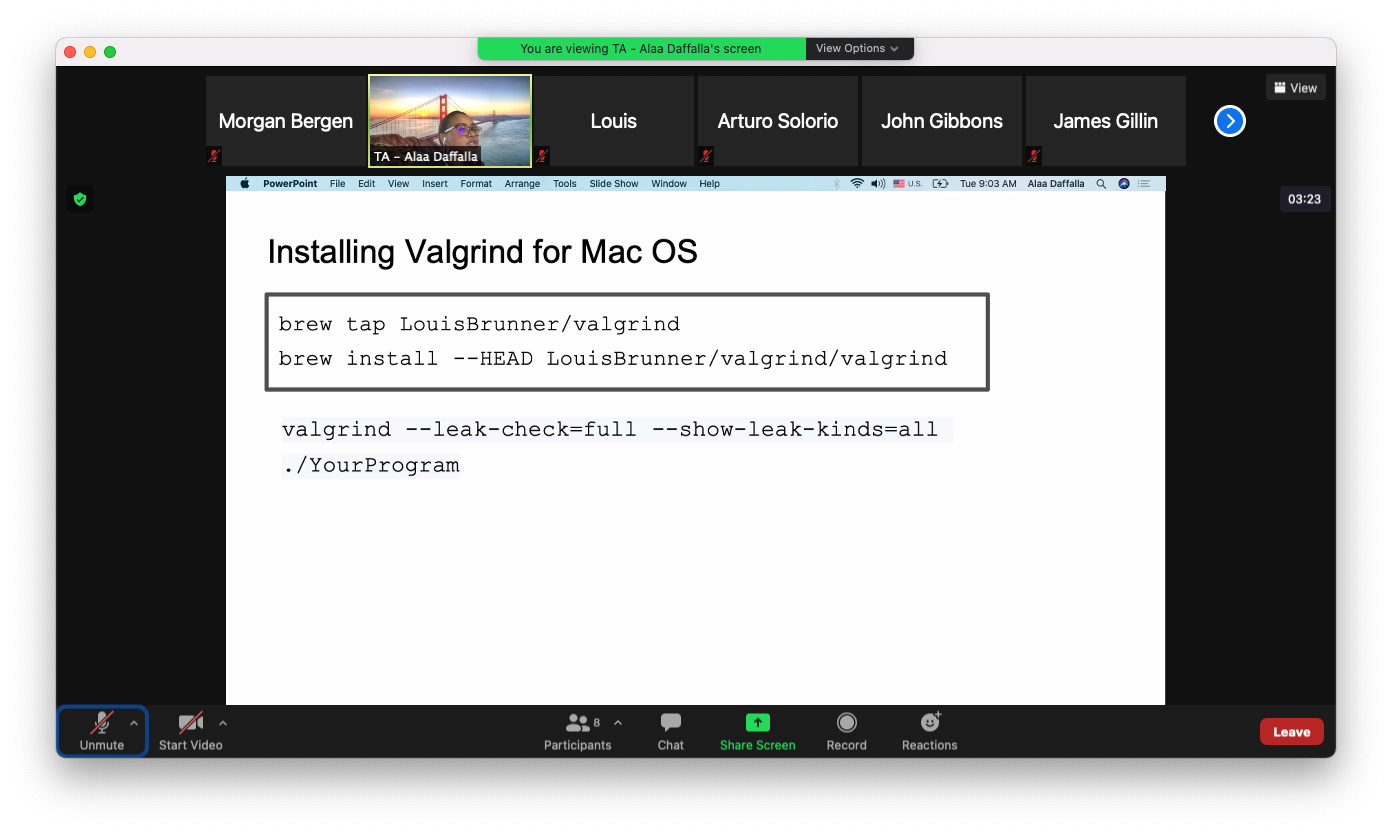 You are viewing TA - Alaa Daffalla's screen
View Options
View
Morgan Bergen
TA - Alaa Daffalla
Louis
Arturo Solorio
John Gibbons
James Gillin
PowerPoint File Edit View Insert Format Arrange Tools Slide Show Window Help U.S. Tue 9:03 AM Alaa Daffalla
03:23
Installing Valgrind for Mac OS
brew tap LouisBrunner/valgrind
brew install --HEAD LouisBrunner/valgrind/valgrind
valgrind --leak-check=full --show-leak-kinds=all
./YourProgram
Unmute
Start Video
8
Participants
Chat
Share Screen
Record
Reactions
Leave